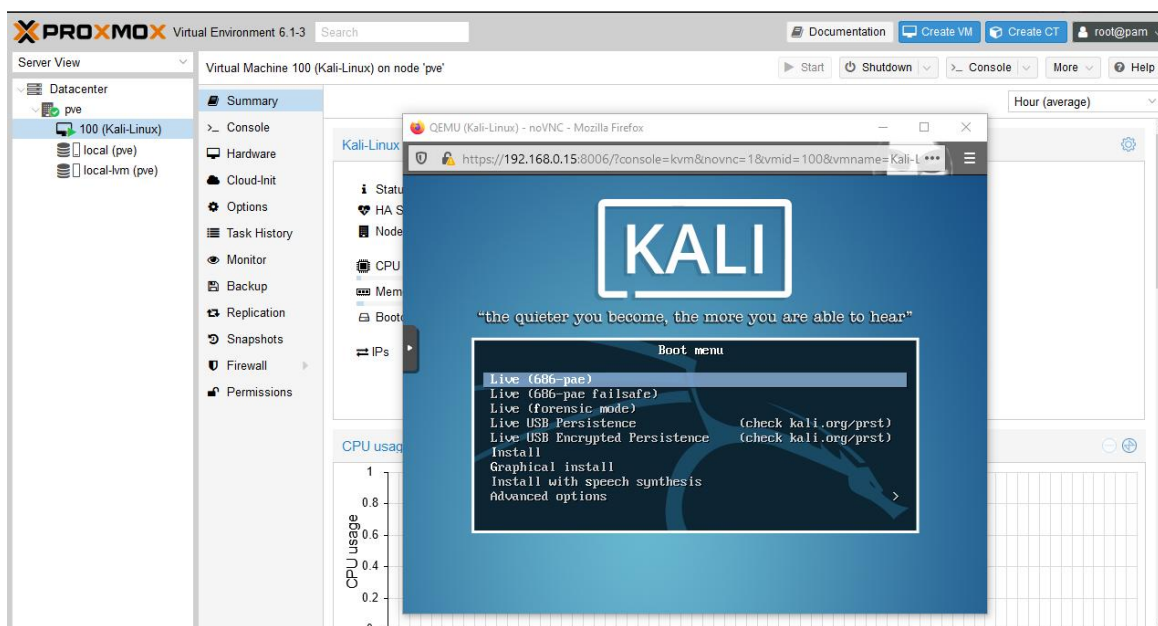 PROXMOX Virtual Environment 6.1-3 Search Documentation Create VM Create CT root@pam
Server View
Virtual Machine 100 (Kali-Linux) on node 'pve' Start Shutdown Console More Help
Datacenter
pve
100 (Kali-Linux)
local (pve)
local-lvm (pve)
Summary
>_ Console
Hardware
Cloud-Init
Options
Task History
Monitor
Backup
Replication
Snapshots
Firewall
Permissions
Hour (average)
Kali-Linux
Statu
HA S
Node
CPU
Mem
Booto
IPs
CPU usag
CPU usage
1
0.8
0.6
0.4
0.2
QEMU (Kali-Linux) - noVNC - Mozilla Firefox
https://192.168.0.15:8006/?console=kvm&novnc=1&vmid=100&vmname=Kali-L
KALI
"the quieter you become, the more you are able to hear"
Boot menu
Live (686-pae)
Live (686-pae failsafe)
Live (forensic mode)
Live USB Persistence (check kali.org/prst)
Live USB Encrypted Persistence (check kali.org/prst)
Install
Graphical install
Install with speech synthesis
Advanced options >